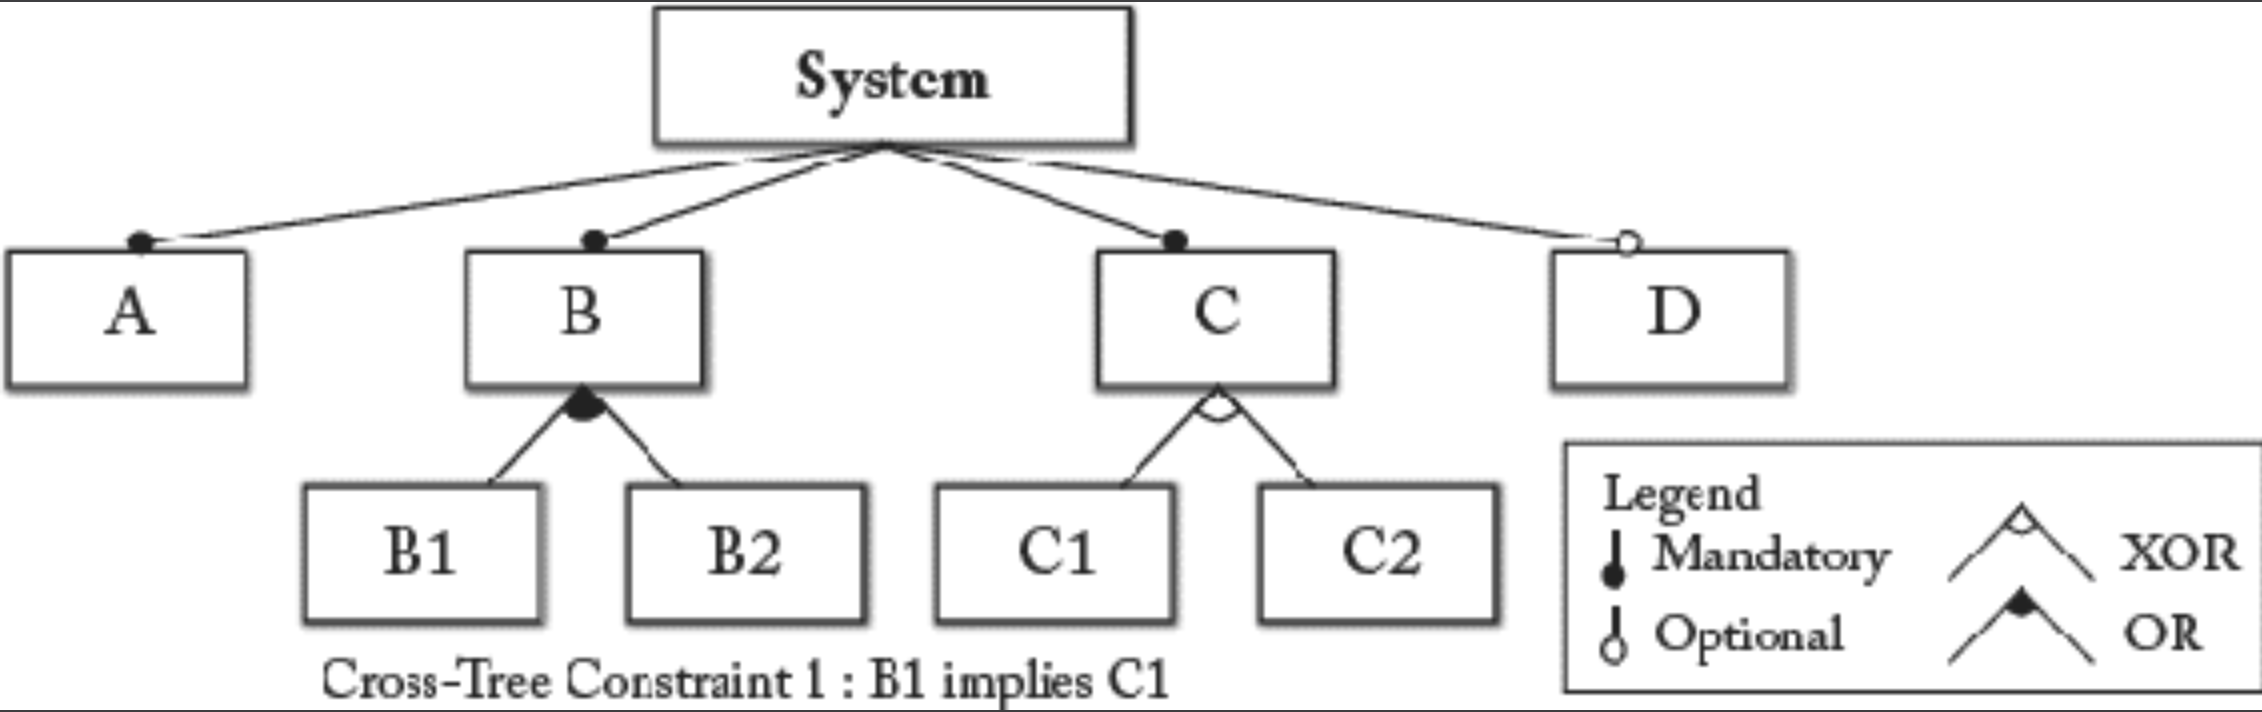 System
A
B
C
D
B1
B2
C1
C2
Legend
Mandatory
XOR
Optional
OR
Cross-Tree Constraint 1 : B1 implies C1